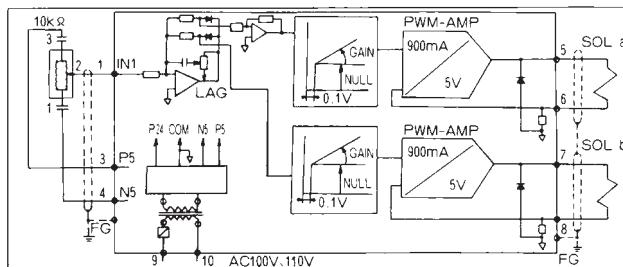 10kΩ
3
2
1
1
IN1
LAG
P24
COM
N5
P5
3
P5
4
N5
FG
9
10
AC100V, 110V
GAIN
NULL
0.1V
PWM-AMP
900mA
5V
5
SOL a
6
GAIN
NULL
0.1V
PWM-AMP
900mA
5V
7
SOL b
8
FG